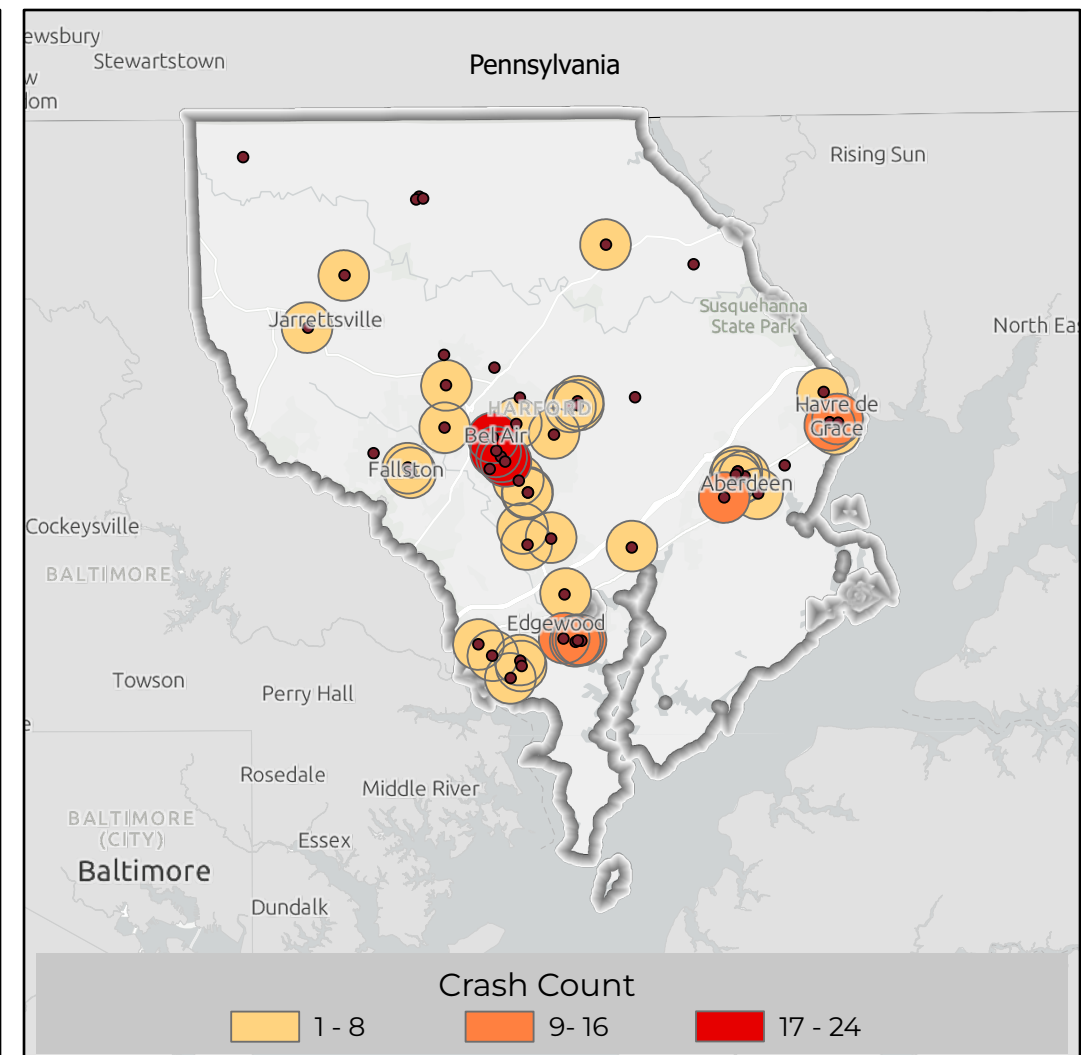 ewsbury
Stewartstown
Pennsylvania
w
dom
Rising Sun
Susquehanna
State Park
North Eas
Jarrettsville
HARFORD
Havre de
Grace
Bel Air
Fallston
Aberdeen
Cockeysville
BALTIMORE
Edgewood
Towson
Perry Hall
e
Rosedale
Middle River
BALTIMORE
(CITY)
Essex
Baltimore
Dundalk
Crash Count
1 - 8
9- 16
17 - 24